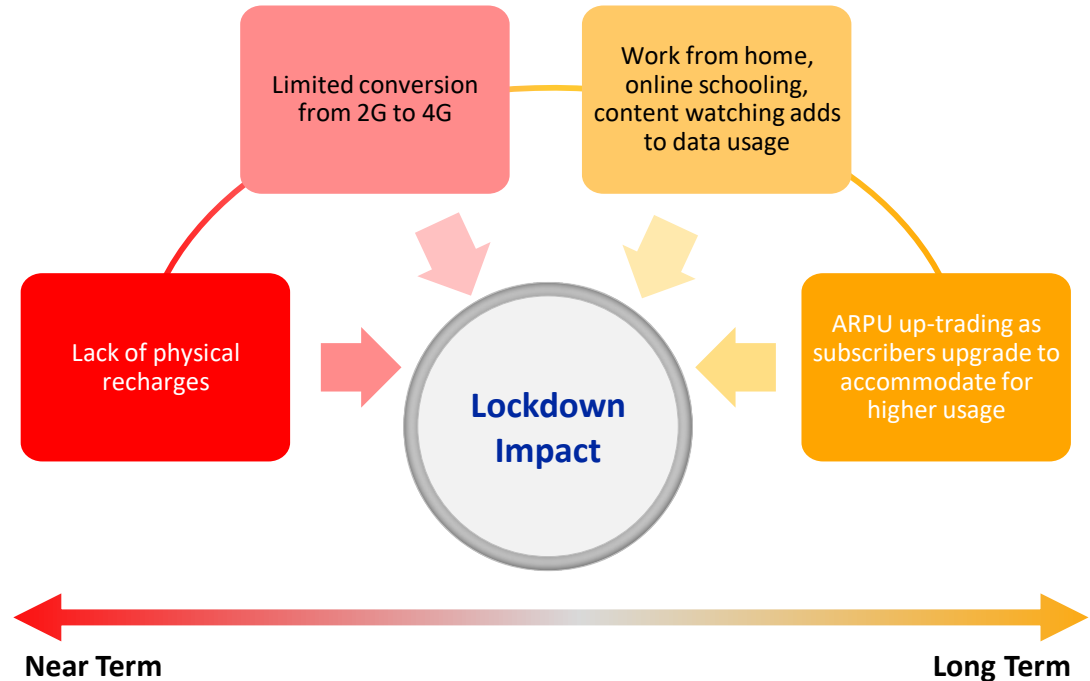 Limited conversion
from 2G to 4G
Work from home,
online schooling,
content watching adds
to data usage
Lack of physical
recharges
ARPU up-trading as
subscribers upgrade to
accommodate for
higher usage
Lockdown
Impact
Near Term
Long Term